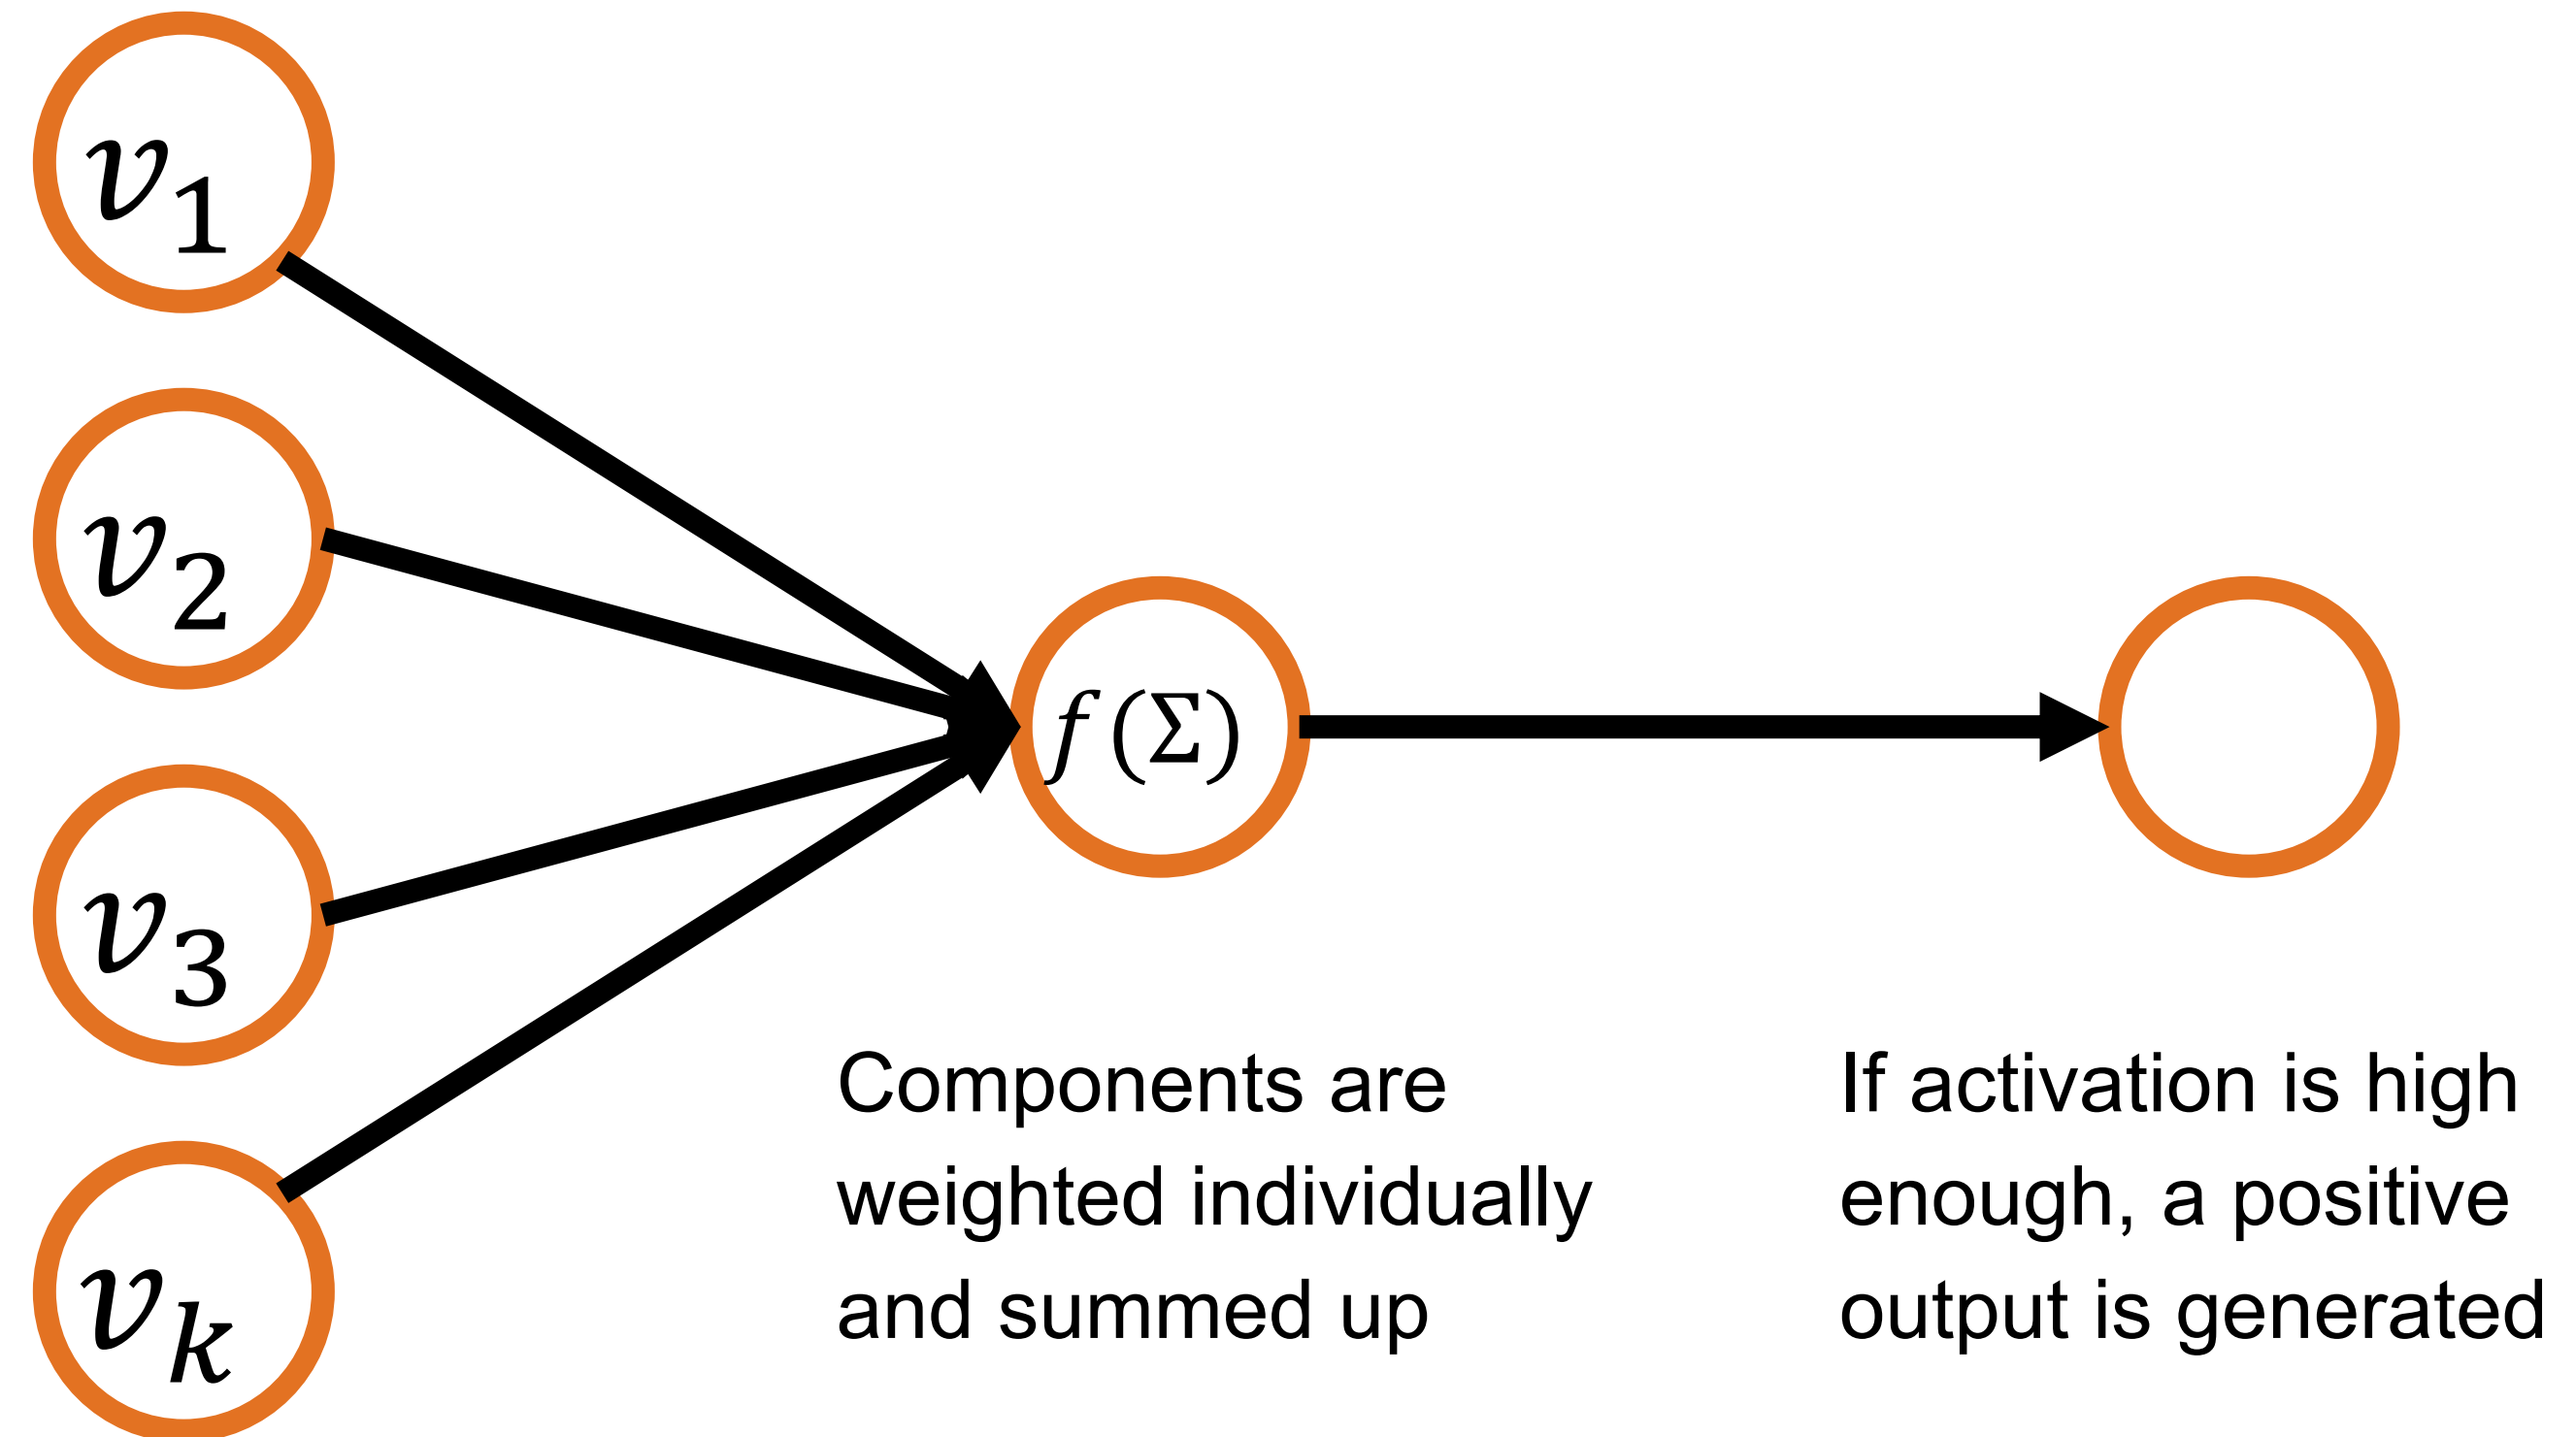 v1
v2
f(Σ)
v3
vk
Components are
weighted individually
and summed up
If activation is high
enough, a positive
output is generated